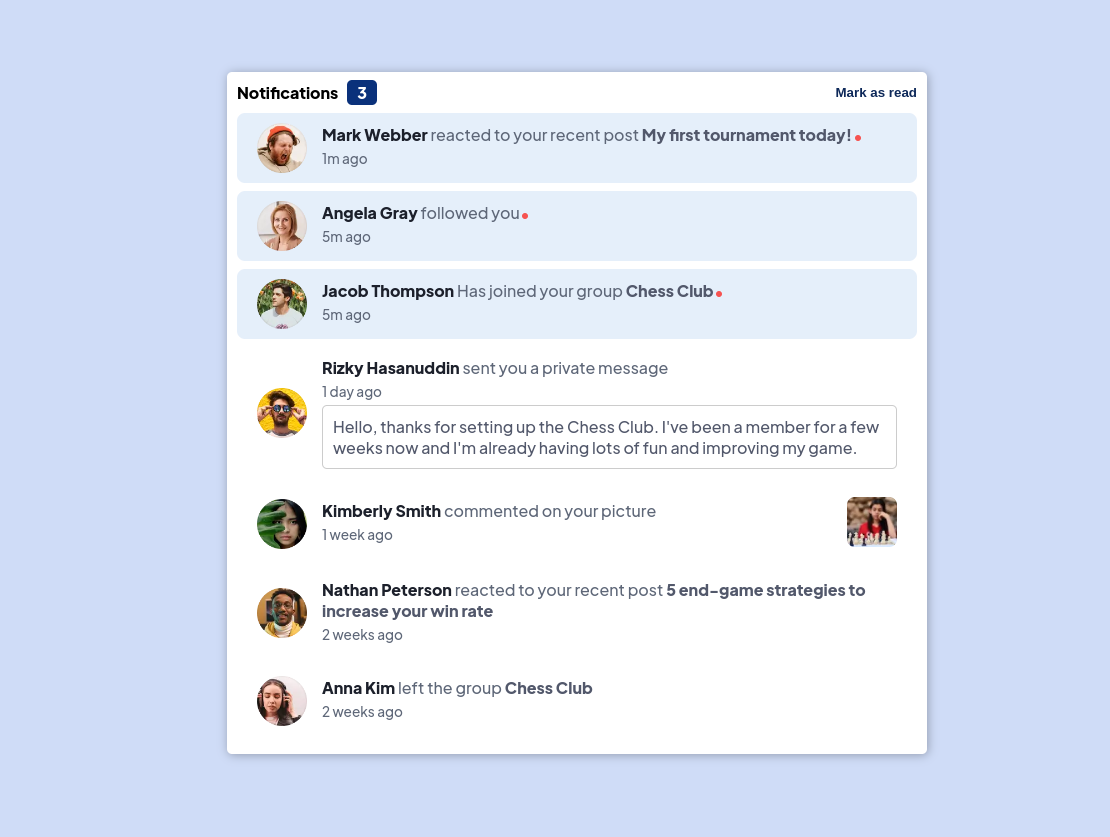 Notifications 3 Mark as read
Mark Webber reacted to your recent post My first tournament today!
1m ago
Angela Gray followed you
5m ago
Jacob Thompson Has joined your group Chess Club
5m ago
Rizky Hasanuddin sent you a private message
1 day ago
Hello, thanks for setting up the Chess Club. I've been a member for a few
weeks now and I'm already having lots of fun and improving my game.
Kimberly Smith commented on your picture
1 week ago
Nathan Peterson reacted to your recent post 5 end-game strategies to
increase your win rate
2 weeks ago
Anna Kim left the group Chess Club
2 weeks ago